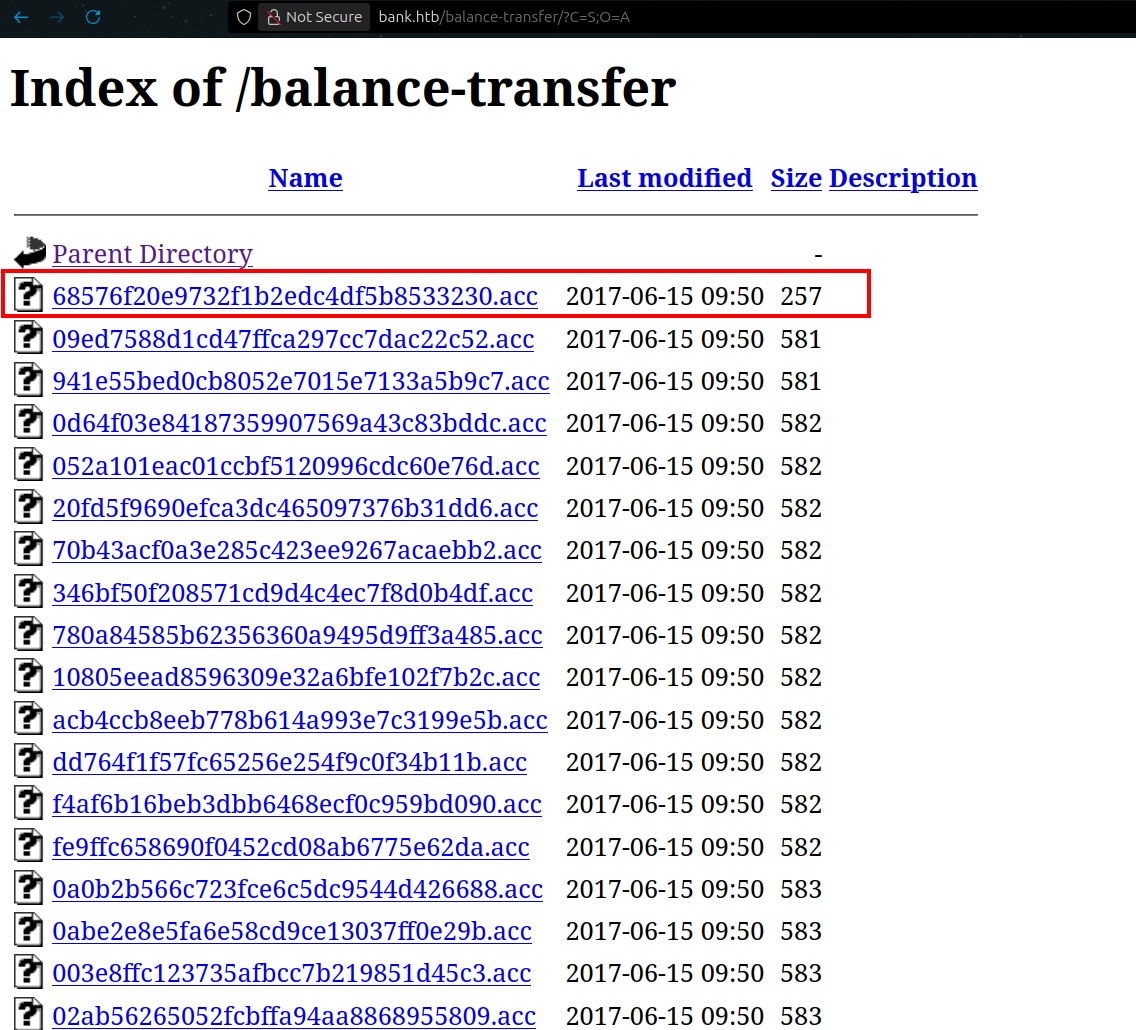 Not Secure bank.htb/balance-transfer/?C=S;O=A
Index of /balance-transfer
Name Last modified Size Description
Parent Directory -
68576f20e9732f1b2edc4df5b8533230.acc 2017-06-15 09:50 257
09ed7588d1cd47ffca297cc7dac22c52.acc 2017-06-15 09:50 581
941e55bed0cb8052e7015e7133a5b9c7.acc 2017-06-15 09:50 581
0d64f03e84187359907569a43c83bddc.acc 2017-06-15 09:50 582
052a101eac01ccbf5120996cdc60e76d.acc 2017-06-15 09:50 582
20fd5f9690efca3dc465097376b31dd6.acc 2017-06-15 09:50 582
70b43acf0a3e285c423ee9267acaebb2.acc 2017-06-15 09:50 582
346bf50f208571cd9d4c4ec7f8d0b4df.acc 2017-06-15 09:50 582
780a84585b62356360a9495d9ff3a485.acc 2017-06-15 09:50 582
10805eead8596309e32a6bfe102f7b2c.acc 2017-06-15 09:50 582
acb4ccb8eeb778b614a993e7c3199e5b.acc 2017-06-15 09:50 582
dd764f1f57fc65256e254f9c0f34b11b.acc 2017-06-15 09:50 582
f4af6b16beb3dbb6468ecf0c959bd090.acc 2017-06-15 09:50 582
fe9ffc658690f0452cd08ab6775e62da.acc 2017-06-15 09:50 582
0a0b2b566c723fce6c5dc9544d426688.acc 2017-06-15 09:50 583
0abe2e8e5fa6e58cd9ce13037ff0e29b.acc 2017-06-15 09:50 583
003e8ffc123735afbcc7b219851d45c3.acc 2017-06-15 09:50 583
02ab56265052fcbffa94aa8868955809.acc 2017-06-15 09:50 583